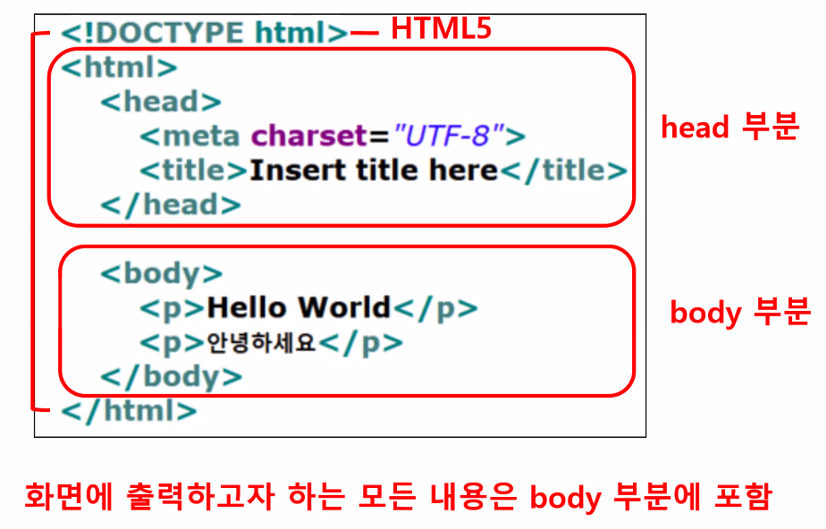 <!DOCTYPE html> HTML5
<html>
<head>
<meta charset="UTF-8">
<title>Insert title here</title>
</head>
head 부분
<body>
<p>Hello World</p>
<p>안녕하세요</p>
</body>
body 부분
</html>
화면에 출력하고자 하는 모든 내용은 body 부분에 포함